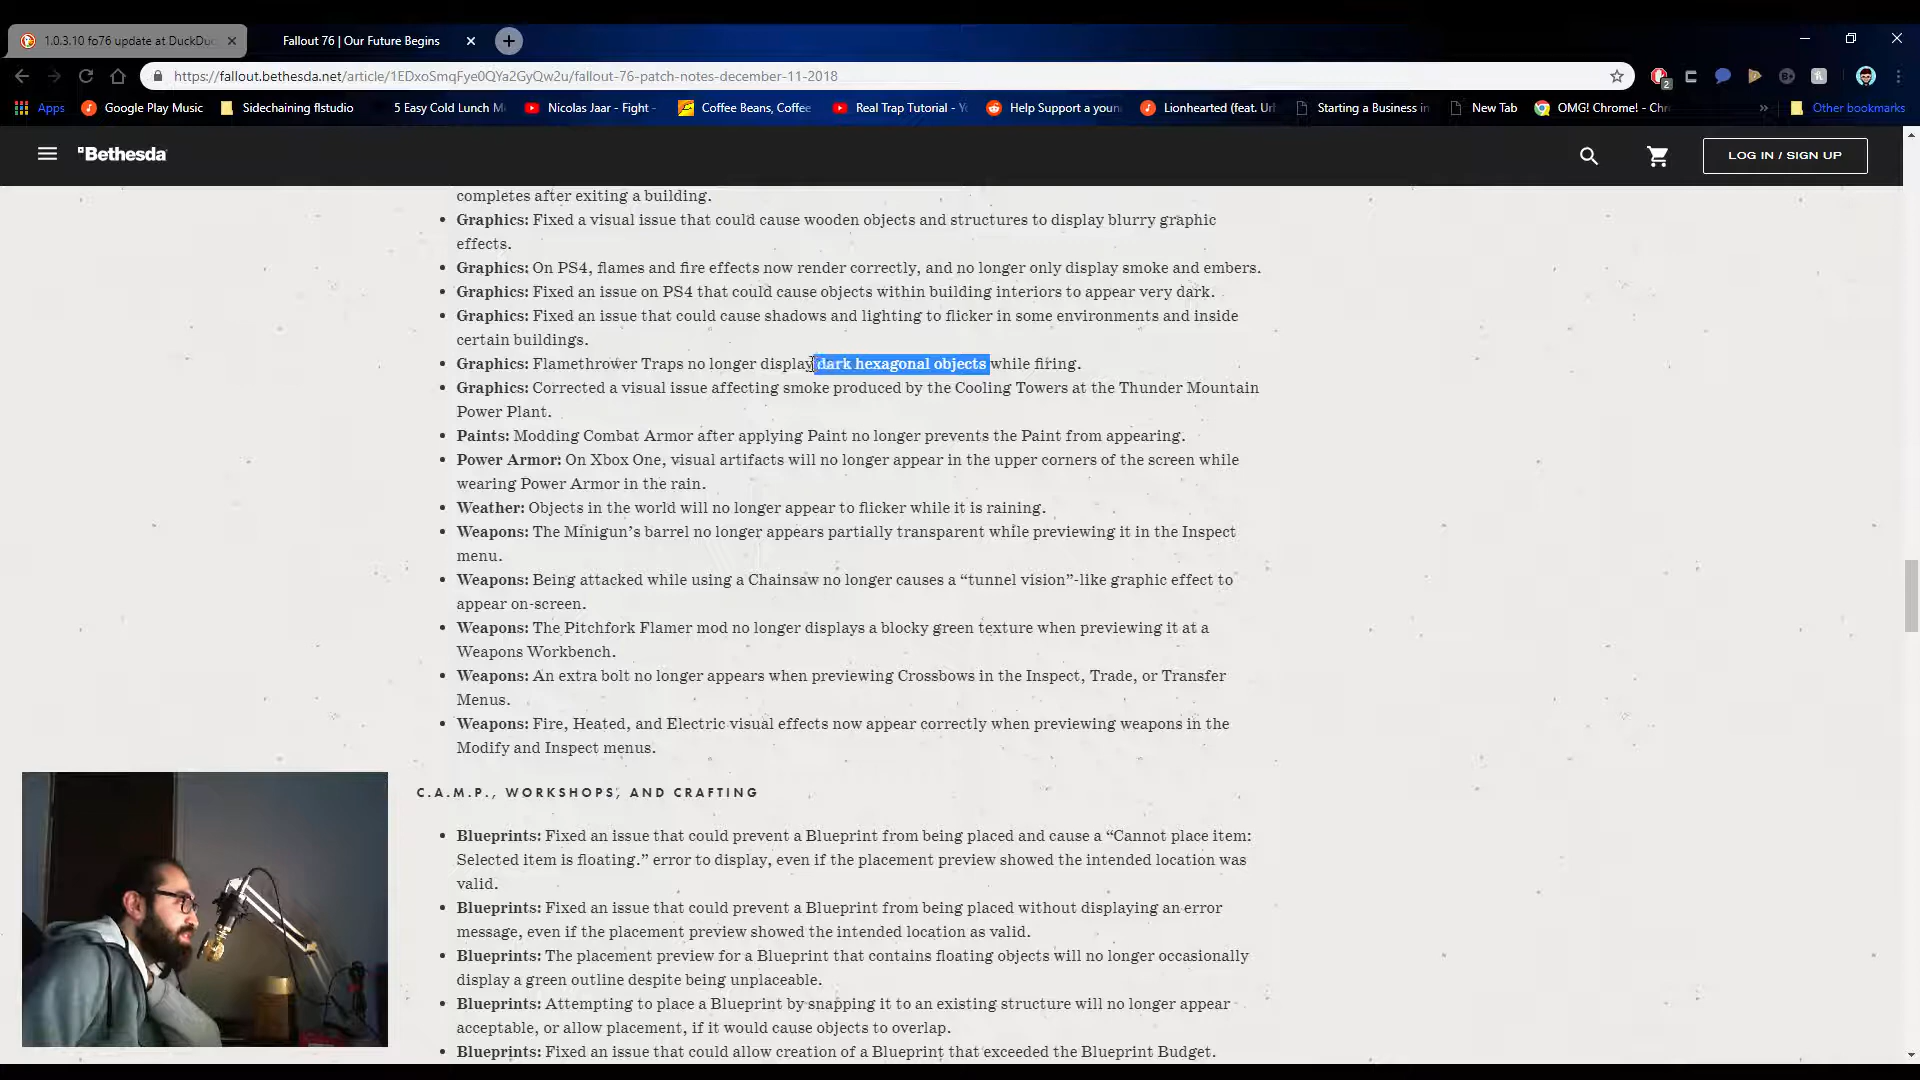 1.0.3.10 fo76 update at DuckDuc
Fallout 76 | Our Future Begins
https://fallout.bethesda.net/article/1EDxoSmqFye0QYa2GyQw2u/fallout-76-patch-notes-december-11-2018
2
Apps
Google Play Music
Sidechaining flstudio
5 Easy Cold Lunch
Nicolas Jaar - Fight -
Coffee Beans, Coffee
Real Trap Tutorial -
Help Support a youn
Lionhearted (feat. Ur
Starting a Business in
New Tab
OMG! Chrome! - Ch
Other bookmarks
Bethesda
LOG IN / SIGN UP
completes after exiting a building.
• Graphics: Fixed a visual issue that could cause wooden objects and structures to display blurry graphic
effects.
• Graphics: On PS4, flames and fire effects now render correctly, and no longer only display smoke and embers.
• Graphics: Fixed an issue on PS4 that could cause objects within building interiors to appear very dark.
• Graphics: Fixed an issue that could cause shadows and lighting to flicker in some environments and inside
certain buildings.
• Graphics: Flamethrower Traps no longer display dark hexagonal objects while firing.
• Graphics: Corrected a visual issue affecting smoke produced by the Cooling Towers at the Thunder Mountain
Power Plant.
• Paints: Modding Combat Armor after applying Paint no longer prevents the Paint from appearing.
• Power Armor: On Xbox One, visual artifacts will no longer appear in the upper corners of the screen while
wearing Power Armor in the rain.
• Weather: Objects in the world will no longer appear to flicker while it is raining.
• Weapons: The Minigun’s barrel no longer appears partially transparent while previewing it in the Inspect
menu.
• Weapons: Being attacked while using a Chainsaw no longer causes a “tunnel vision”-like graphic effect to
appear on-screen.
• Weapons: The Pitchfork Flamer mod no longer displays a blocky green texture when previewing it at a
Weapons Workbench.
• Weapons: An extra bolt no longer appears when previewing Crossbows in the Inspect, Trade, or Transfer
Menus.
• Weapons: Fire, Heated, and Electric visual effects now appear correctly when previewing weapons in the
Modify and Inspect menus.
C.A.M.P., WORKSHOPS, AND CRAFTING
• Blueprints: Fixed an issue that could prevent a Blueprint from being placed and cause a “Cannot place item:
Selected item is floating.” error to display, even if the placement preview showed the intended location was
valid.
• Blueprints: Fixed an issue that could prevent a Blueprint from being placed without displaying an error
message, even if the placement preview showed the intended location as valid.
• Blueprints: The placement preview for a Blueprint that contains floating objects will no longer occasionally
display a green outline despite being unplaceable.
• Blueprints: Attempting to place a Blueprint by snapping it to an existing structure will no longer appear
acceptable, or allow placement, if it would cause objects to overlap.
• Blueprints: Fixed an issue that could allow creation of a Blueprint that exceeded the Blueprint Budget.